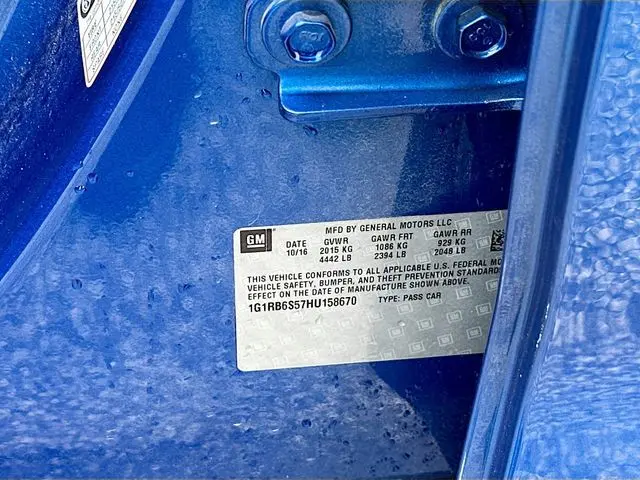 GM
MFD BY GENERAL MOTORS LLC
DATE GVWR GAWR FRT GAWR RR
10/16 2015 KG 1086 KG 929 KG
4442 LB 2394 LB 2048 LB
THIS VEHICLE CONFORMS TO ALL APPLICABLE U.S. FEDERAL MO
VEHICLE SAFETY, BUMPER, AND THEFT PREVENTION STANDARD
EFFECT ON THE DATE OF MANUFACTURE SHOWN ABOVE.
1G1RB6S57HU158670 TYPE: PASS CAR